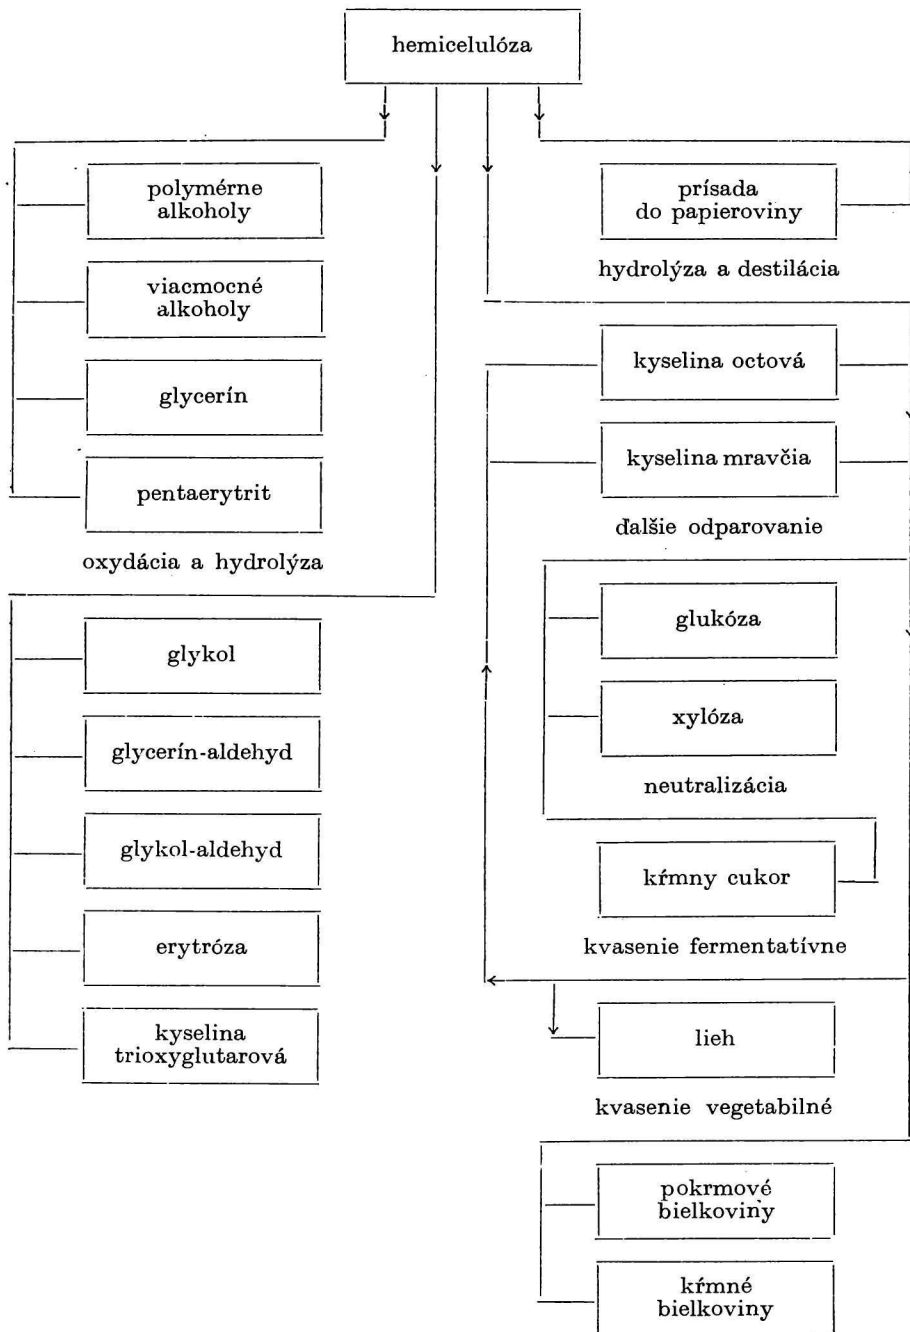 hemicelulóza
polymérne
alkoholy
viacmocné
alkoholy
glycerín
pentaerytrit
oxydácia a hydrolýza
glykol
glycerín-aldehyd
glykol-aldehyd
erytróza
kyselina
trioxyglutarová
prísada
do papieroviny
hydrolýza a destilácia
kyselina octová
kyselina mravčia
ďalšie odparovanie
glukóza
xylóza
neutralizácia
kŕmny cukor
kvasenie fermentatívne
lieh
kvasenie vegetabilné
pokrmové
bielkoviny
kŕmné
bielkoviny